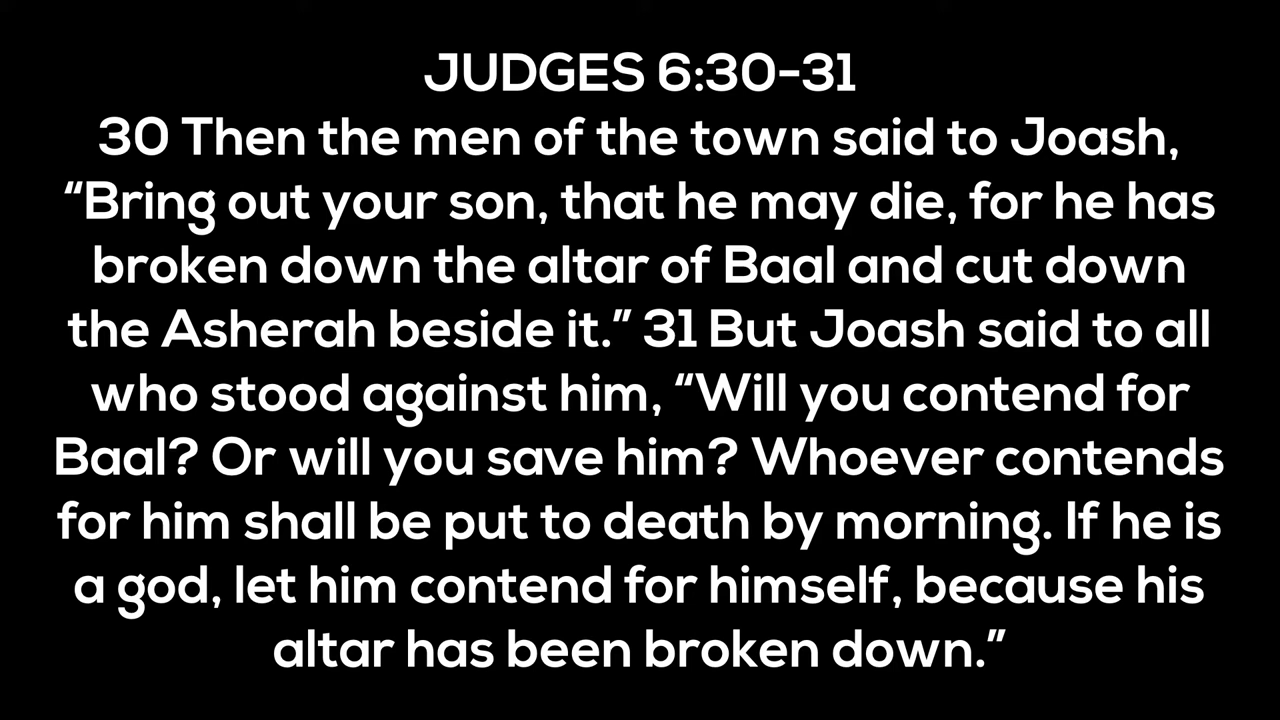 JUDGES 6:30-31
30 Then the men of the town said to Joash,
“Bring out your son, that he may die, for he has
broken down the altar of Baal and cut down
the Asherah beside it.” 31 But Joash said to all
who stood against him, “Will you contend for
Baal? Or will you save him? Whoever contends
for him shall be put to death by morning. If he is
a god, let him contend for himself, because his
altar has been broken down.”